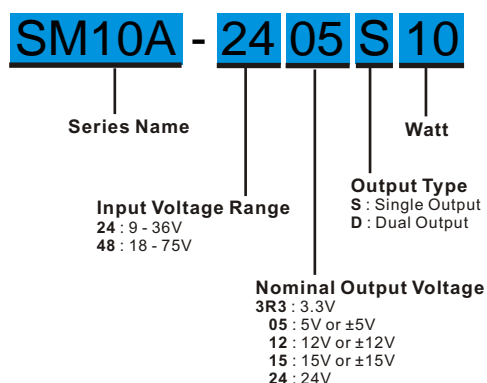 SM10A - 24 05 S 10
Series Name
Watt
Input Voltage Range
24 : 9 - 36V
48 : 18 - 75V
Output Type
S : Single Output
D : Dual Output
Nominal Output Voltage
3R3 : 3.3V
05 : 5V or ±5V
12 : 12V or ±12V
15 : 15V or ±15V
24 : 24V